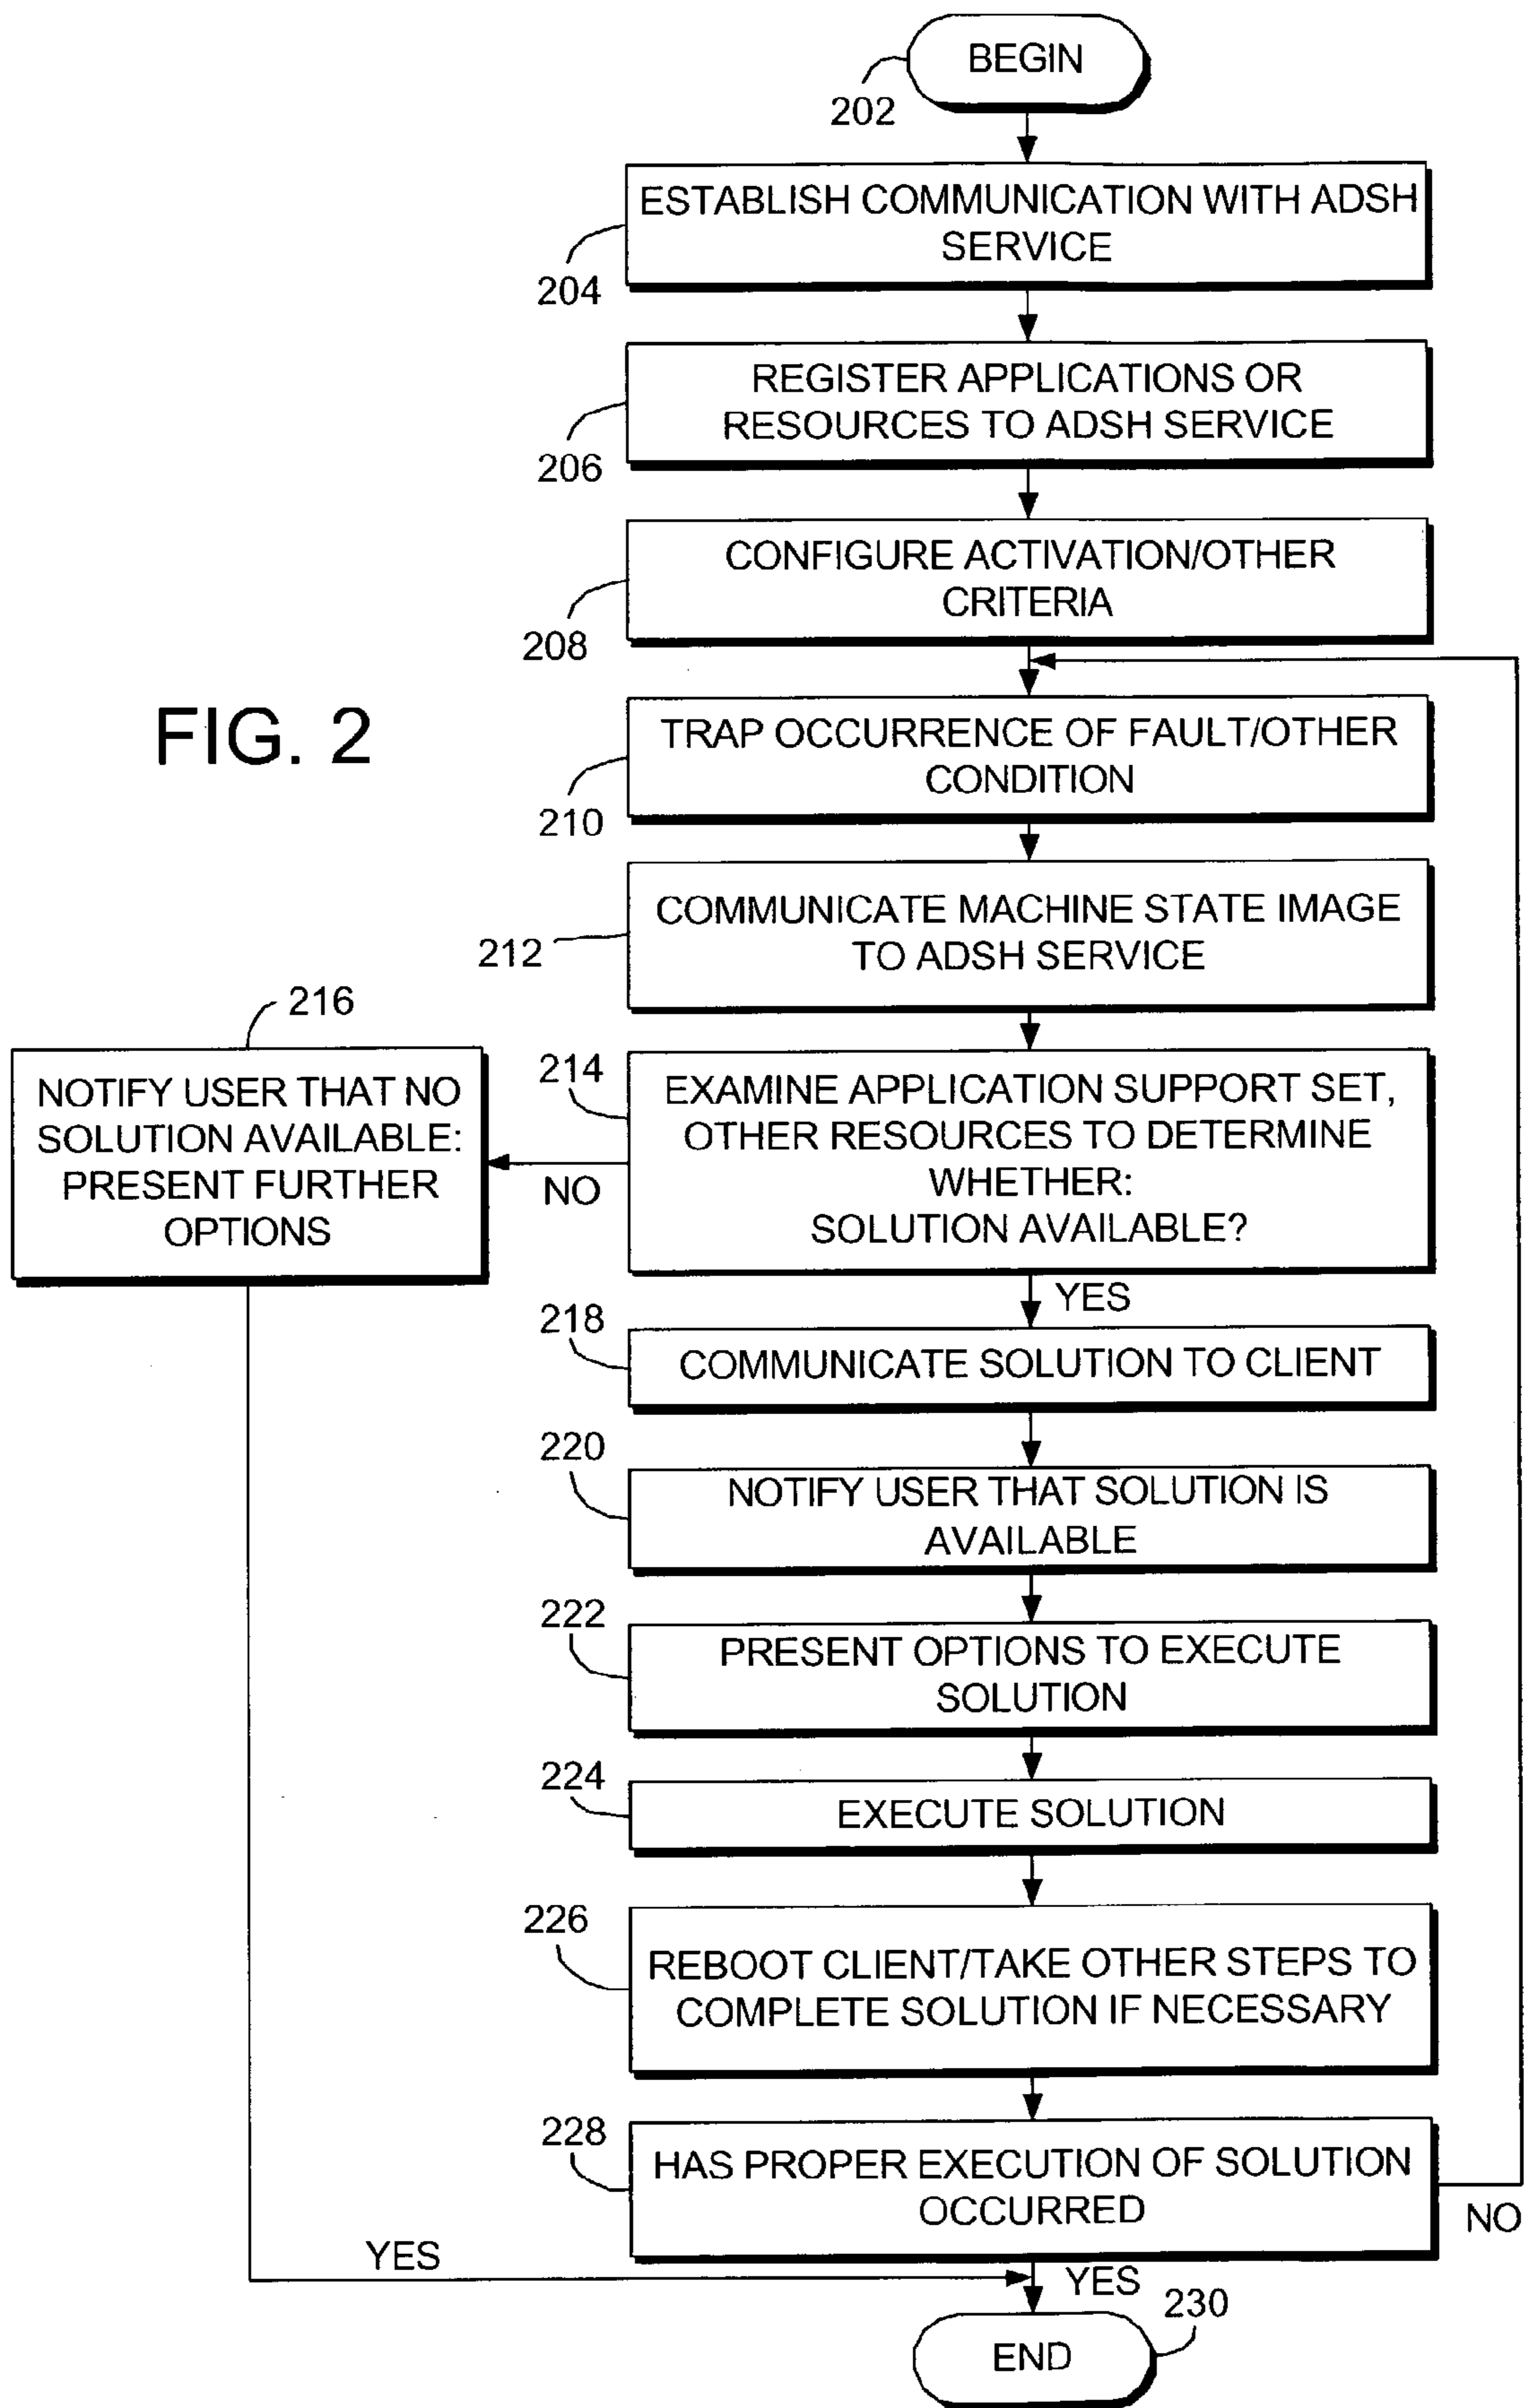 BEGIN
202
ESTABLISH COMMUNICATION WITH ADSH
SERVICE
204
REGISTER APPLICATIONS OR
RESOURCES TO ADSH SERVICE
206
CONFIGURE ACTIVATION/OTHER
CRITERIA
208
FIG. 2
TRAP OCCURRENCE OF FAULT/OTHER
CONDITION
210
COMMUNICATE MACHINE STATE IMAGE
TO ADSH SERVICE
212
216
NOTIFY USER THAT NO
SOLUTION AVAILABLE:
PRESENT FURTHER
OPTIONS
214
EXAMINE APPLICATION SUPPORT SET,
OTHER RESOURCES TO DETERMINE
WHETHER:
SOLUTION AVAILABLE?
NO
YES
218
COMMUNICATE SOLUTION TO CLIENT
220
NOTIFY USER THAT SOLUTION IS
AVAILABLE
222
PRESENT OPTIONS TO EXECUTE
SOLUTION
224
EXECUTE SOLUTION
226
REBOOT CLIENT/TAKE OTHER STEPS TO
COMPLETE SOLUTION IF NECESSARY
228
HAS PROPER EXECUTION OF SOLUTION
OCCURRED
NO
YES
YES
230
END